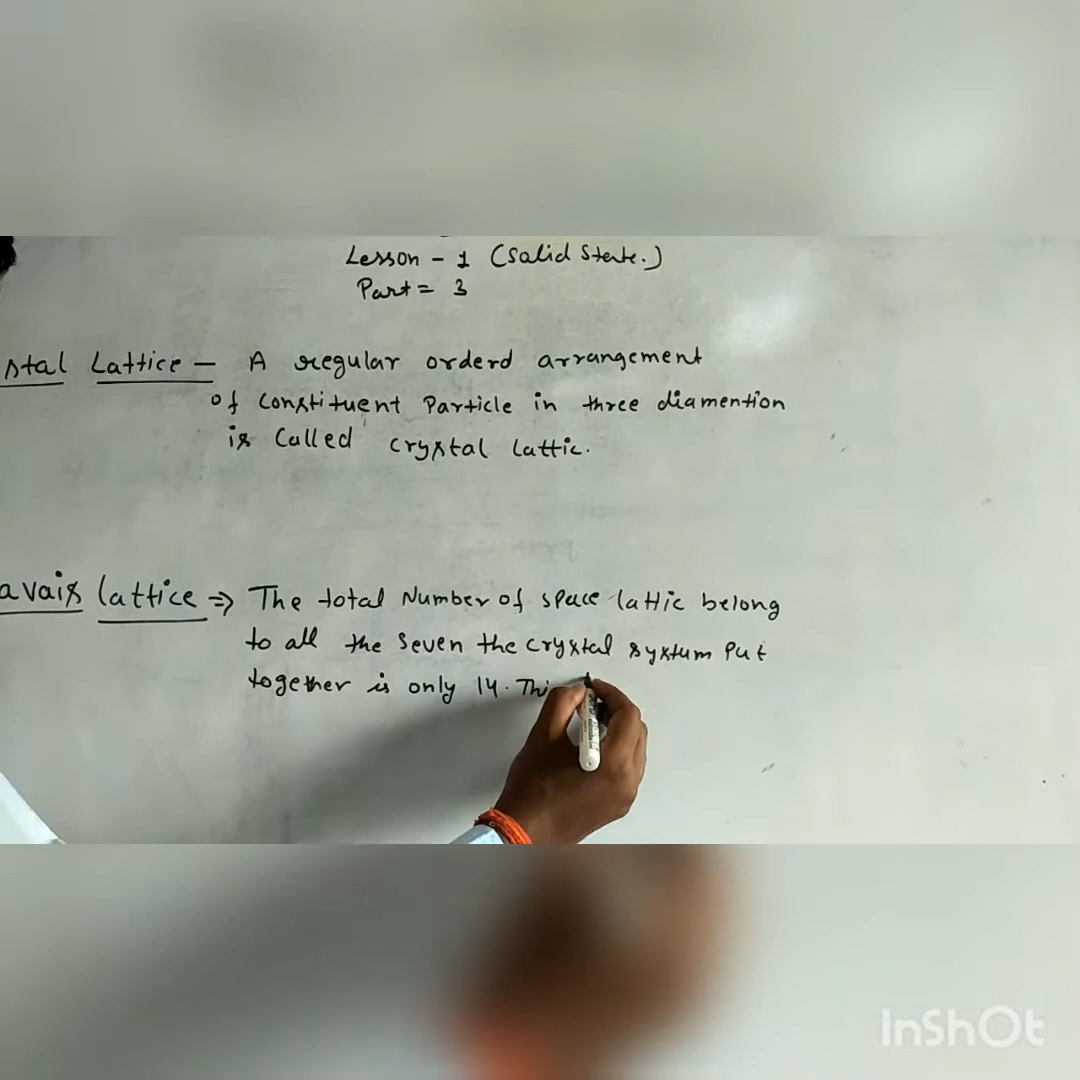 Lesson - 1 (Solid State.)
Part = 3
stal Lattice - A regular orderd arrangement
of constituent Particle in three diamention
is Called crystal Lattic.
avais lattice ⇒ The total Number of space lattic belong
to all the Seven the crystal systum Put
together is only 14. Thi
InShOt